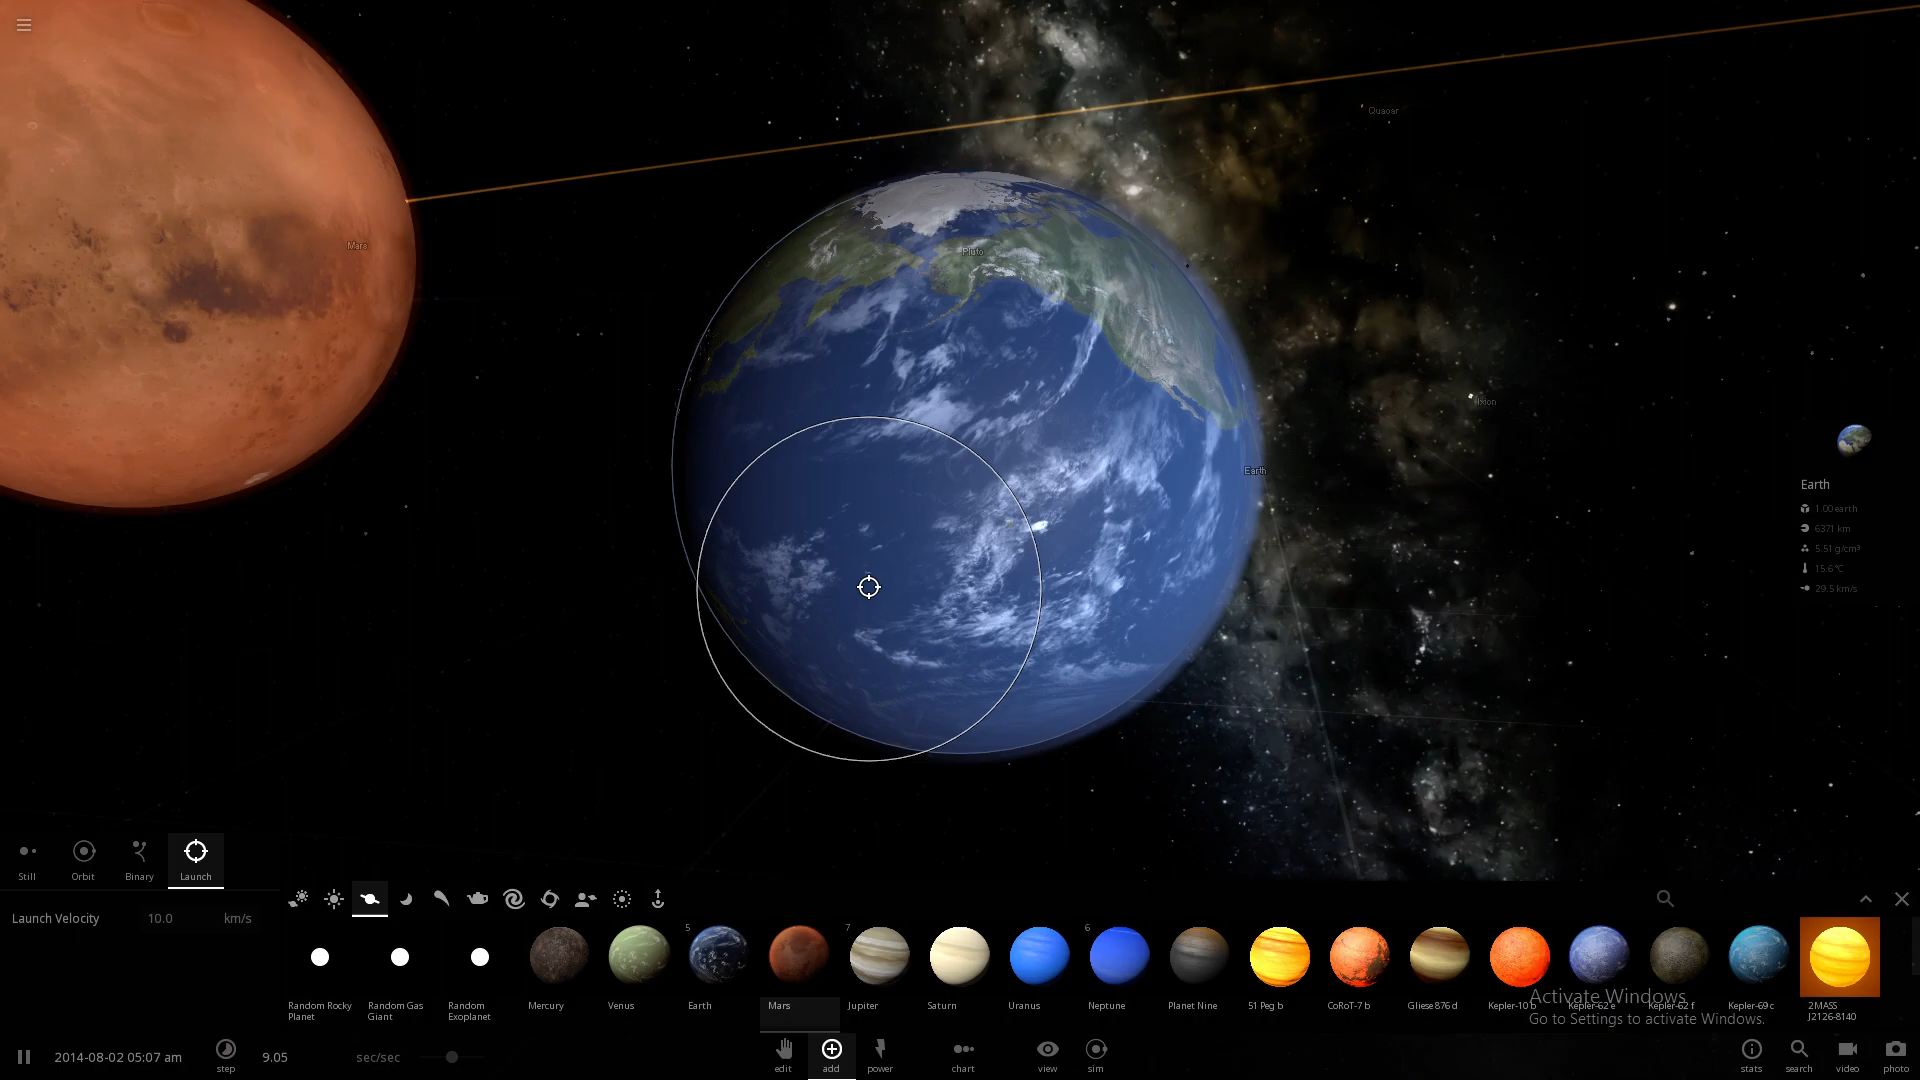 Quaoar
Mars
Pluto
Ixion
Earth
Earth
1.00 earth
6371 km
5.51 g/cm³
15.6 °C
29.5 km/s
Still
Orbit
Binary
Launch
Launch Velocity 10.0 km/s
5
7
6
Random Rocky Planet
Random Gas Giant
Random Exoplanet
Mercury
Venus
Earth
Mars
Jupiter
Saturn
Uranus
Neptune
Planet Nine
51 Peg b
CoRoT-7 b
Gliese 876 d
Kepler-10 b
Kepler-62 e
Kepler-62 f
Kepler-69 c
2MASS J2126-8140
Activate Windows
Go to Settings to activate Windows.
2014-08-02 05:07 am
step
9.05 sec/sec
edit
add
power
chart
view
sim
stats
search
video
photo